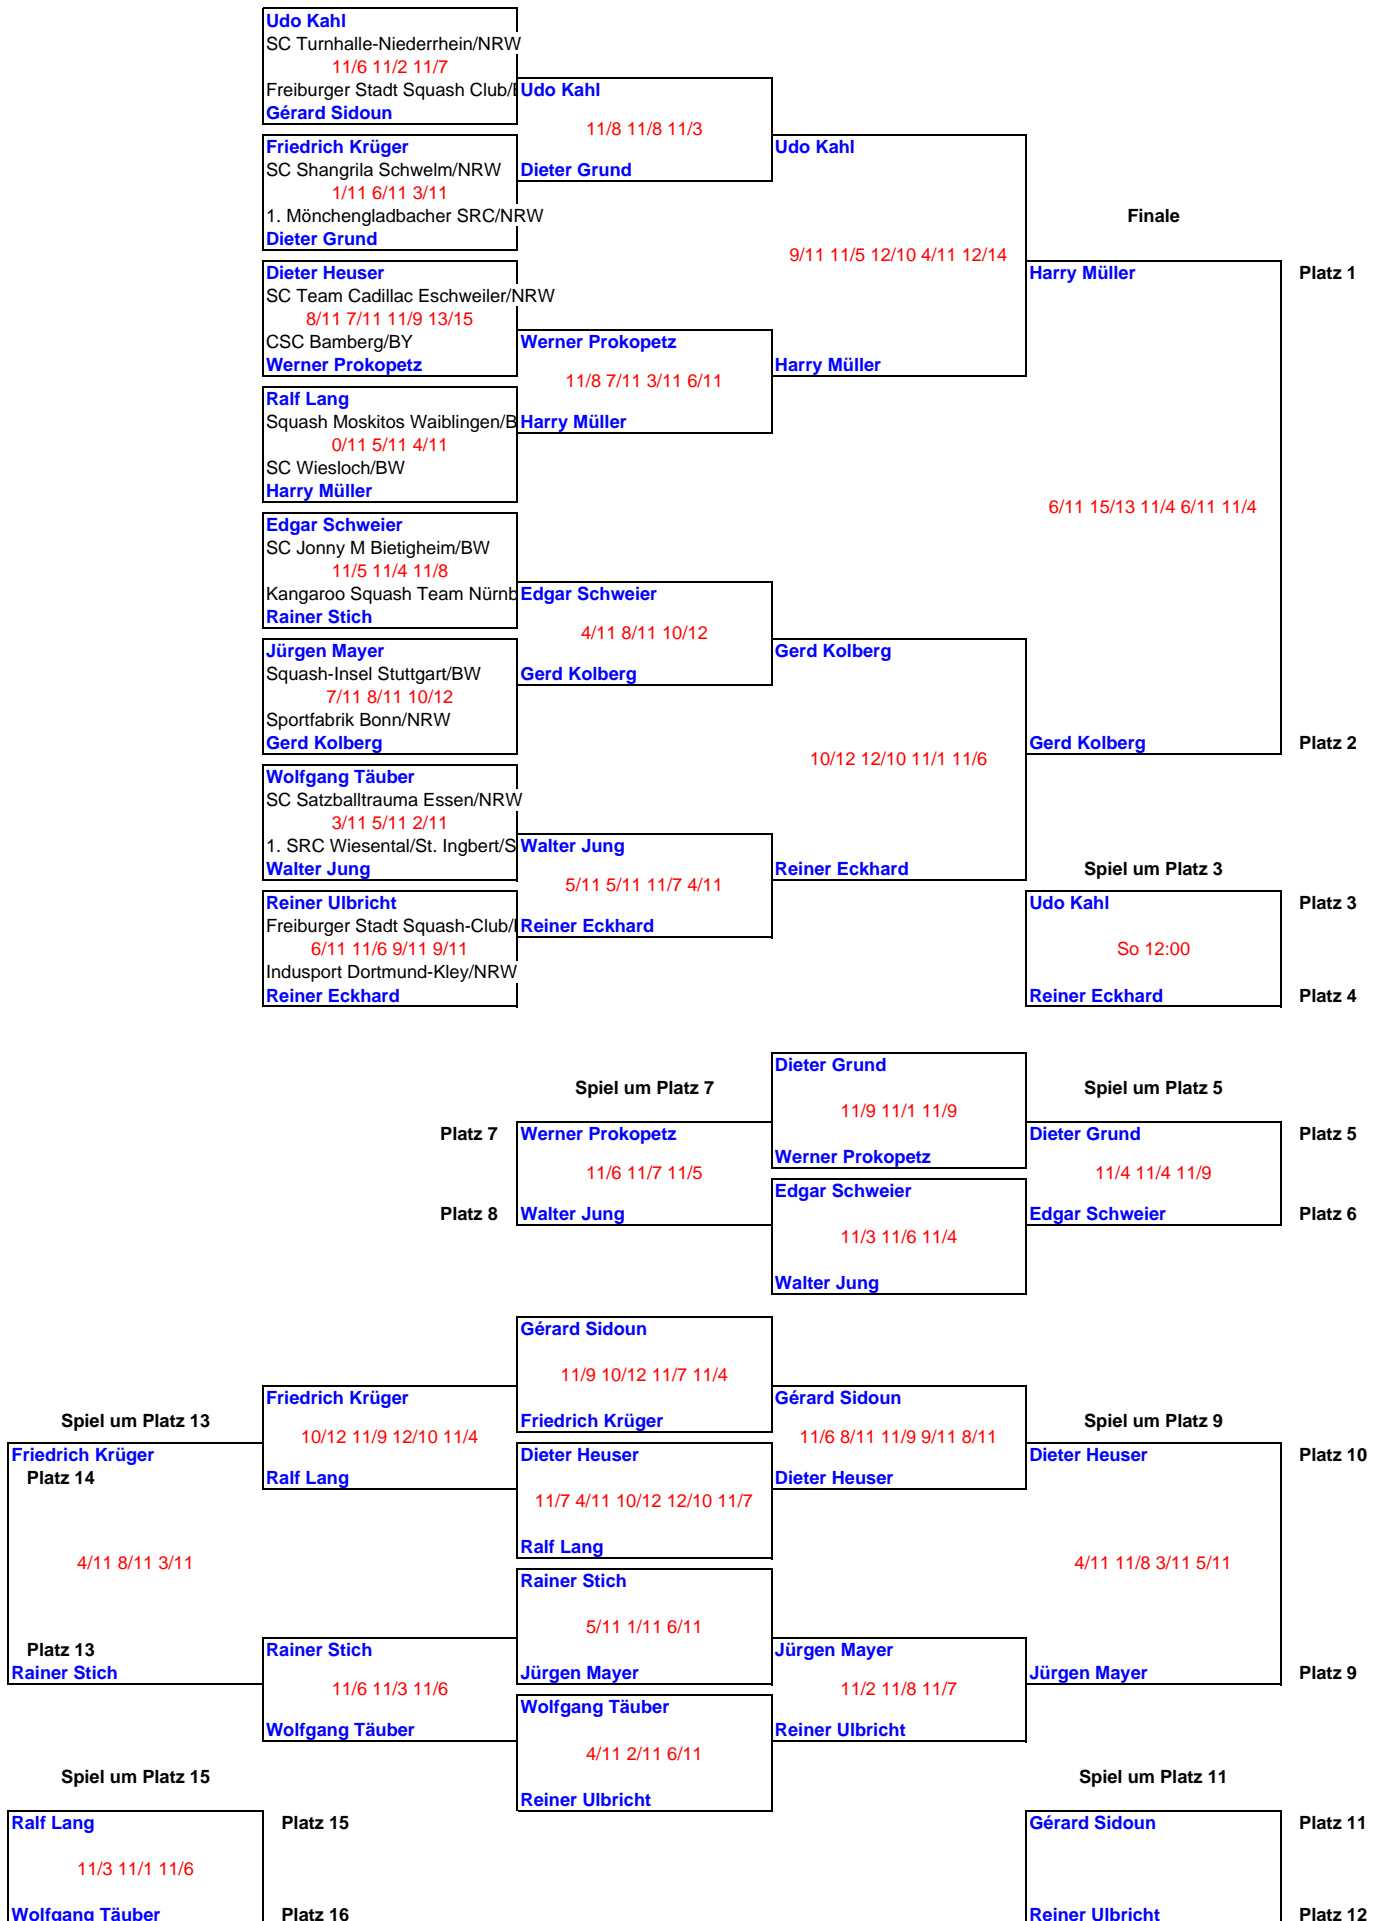 Udo Kahl
SC Turnhalle-Niederrhein/NRW
11/6 11/2 11/7
Freiburger Stadt Squash Club/
Gérard Sidoun
Friedrich Krüger
SC Shangrila Schwelm/NRW
1/11 6/11 3/11
1. Mönchengladbacher SRC/NRW
Dieter Grund
Dieter Heuser
SC Team Cadillac Eschweiler/NRW
8/11 7/11 11/9 13/15
CSC Bamberg/BY
Werner Prokopetz
Ralf Lang
Squash Moskitos Waiblingen/B
0/11 5/11 4/11
SC Wiesloch/BW
Harry Müller
Edgar Schweier
SC Jonny M Bietigheim/BW
11/5 11/4 11/8
Kangaroo Squash Team Nürnb
Rainer Stich
Jürgen Mayer
Squash-Insel Stuttgart/BW
7/11 8/11 10/12
Sportfabrik Bonn/NRW
Gerd Kolberg
Wolfgang Täuber
SC Satzballtrauma Essen/NRW
3/11 5/11 2/11
1. SRC Wiesental/St. Ingbert/S
Walter Jung
Reiner Ulbricht
Freiburger Stadt Squash-Club/
6/11 11/6 9/11 9/11
Indusport Dortmund-Kley/NRW
Reiner Eckhard
Udo Kahl
11/8 11/8 11/3
Dieter Grund
Werner Prokopetz
11/8 7/11 3/11 6/11
Harry Müller
Edgar Schweier
4/11 8/11 10/12
Gerd Kolberg
Walter Jung
5/11 5/11 11/7 4/11
Reiner Eckhard
Udo Kahl
9/11 11/5 12/10 4/11 12/14
Harry Müller
Gerd Kolberg
10/12 12/10 11/1 11/6
Reiner Eckhard
Finale
Harry Müller
Platz 1
6/11 15/13 11/4 6/11 11/4
Gerd Kolberg
Platz 2
Spiel um Platz 3
Udo Kahl
Platz 3
So 12:00
Reiner Eckhard
Platz 4
Dieter Grund
11/9 11/1 11/9
Werner Prokopetz
Edgar Schweier
11/3 11/6 11/4
Walter Jung
Spiel um Platz 7
Platz 7
Werner Prokopetz
11/6 11/7 11/5
Platz 8
Walter Jung
Spiel um Platz 5
Dieter Grund
Platz 5
11/4 11/4 11/9
Edgar Schweier
Platz 6
Gérard Sidoun
11/9 10/12 11/7 11/4
Friedrich Krüger
Dieter Heuser
11/7 4/11 10/12 12/10 11/7
Ralf Lang
Rainer Stich
5/11 1/11 6/11
Jürgen Mayer
Wolfgang Täuber
4/11 2/11 6/11
Reiner Ulbricht
Friedrich Krüger
10/12 11/9 12/10 11/4
Ralf Lang
Rainer Stich
11/6 11/3 11/6
Wolfgang Täuber
Spiel um Platz 13
Friedrich Krüger
Platz 14
4/11 8/11 3/11
Platz 13
Rainer Stich
Gérard Sidoun
11/6 8/11 11/9 9/11 8/11
Dieter Heuser
Jürgen Mayer
11/2 11/8 11/7
Reiner Ulbricht
Spiel um Platz 9
Dieter Heuser
Platz 10
4/11 11/8 3/11 5/11
Jürgen Mayer
Platz 9
Spiel um Platz 15
Ralf Lang
Platz 15
11/3 11/1 11/6
Wolfgang Täuber
Platz 16
Spiel um Platz 11
Gérard Sidoun
Platz 11
Reiner Ulbricht
Platz 12